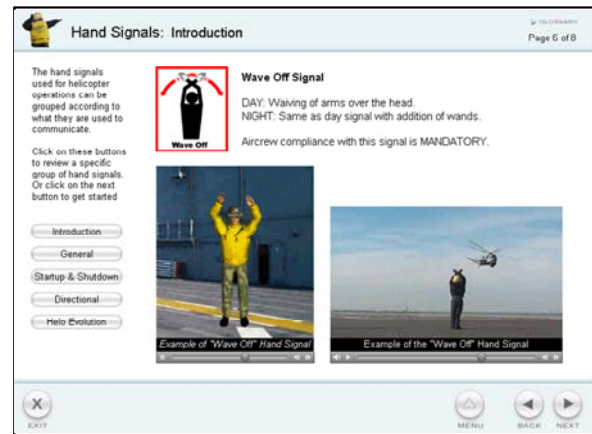 Hand Signals: Introduction
GLOSSARY
Page 6 of 8
The hand signals
used for helicopter
operations can be
grouped according to
what they are used to
communicate.
Click on these buttons
to review a specific
group of hand signals.
Or click on the next
button to get started
Introduction
General
Startup & Shutdown
Directional
Helo Evolution
Wave Off
Wave Off Signal
DAY: Waiving of arms over the head.
NIGHT: Same as day signal with addition of wands.
Aircrew compliance with this signal is MANDATORY.
Example of "Wave Off" Hand Signal
Example of the "Wave Off" Hand Signal
X
EXIT
MENU
BACK
NEXT